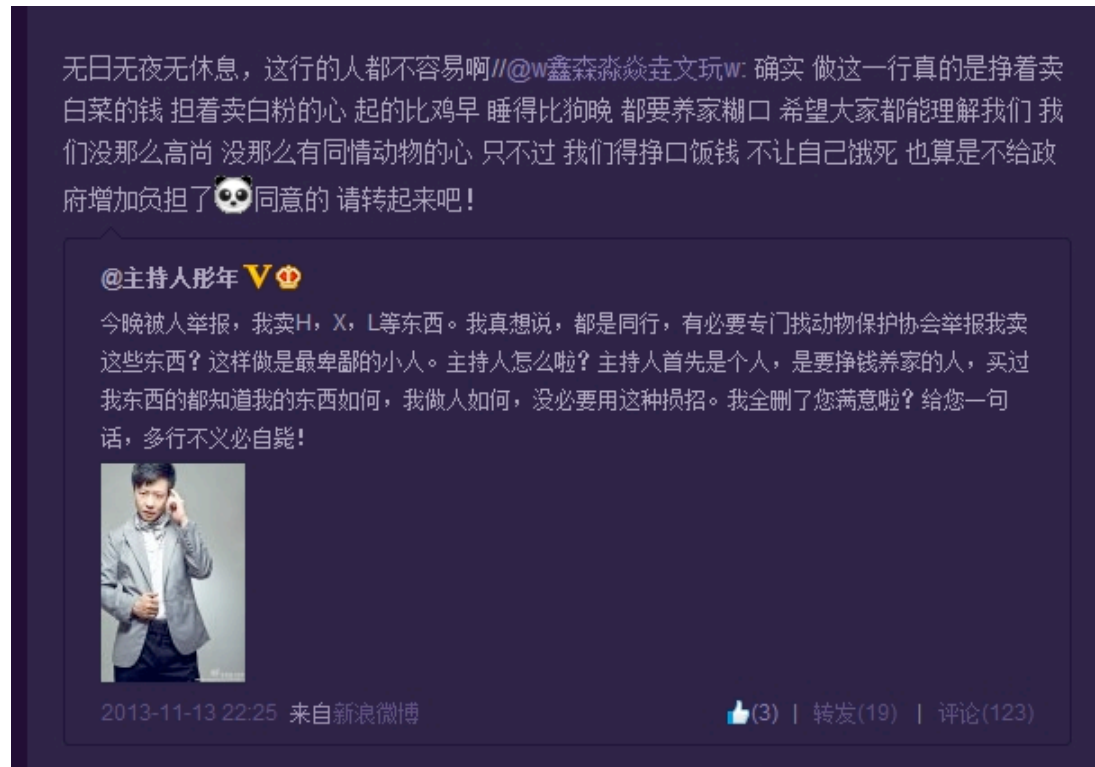 无日无夜无休息，这行的人都不容易啊//@w鑫森淼焱垚文玩w: 确实 做这一行真的是挣着卖
白菜的钱 担着卖白粉的心 起的比鸡早 睡得比狗晚 都要养家糊口 希望大家都能理解我们 我
们没那么高尚 没那么有同情动物的心 只不过 我们得挣口饭钱 不让自己饿死 也算是不给政
府增加负担了同意的 请转起来吧！
@主持人彤年
今晚被人举报，我卖H，X，L等东西。我真想说，都是同行，有必要专门找动物保护协会举报我卖
这些东西？这样做是最卑鄙的小人。主持人怎么啦？主持人首先是个人，是要挣钱养家的人，买过
我东西的都知道我的东西如何，我做人如何，没必要用这种损招。我全删了您满意啦？给您一句
话，多行不义必自毙！
2013-11-13 22:25 来自新浪微博 (3) | 转发(19) | 评论(123)